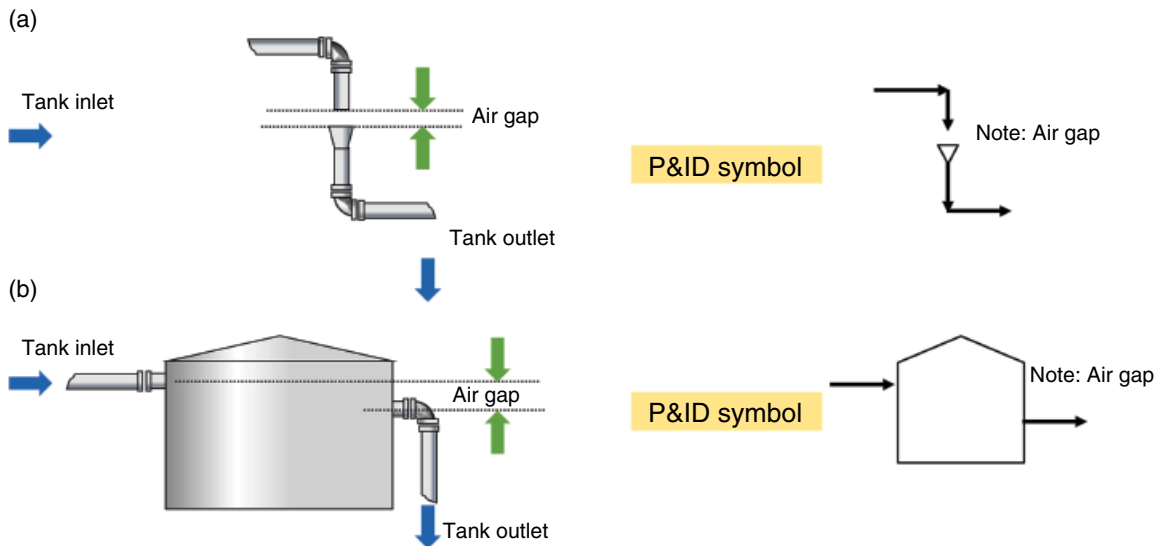 (a)
Tank inlet
Air gap
Tank outlet
P&ID symbol
Note: Air gap
(b)
Tank inlet
Air gap
Tank outlet
P&ID symbol
Note: Air gap